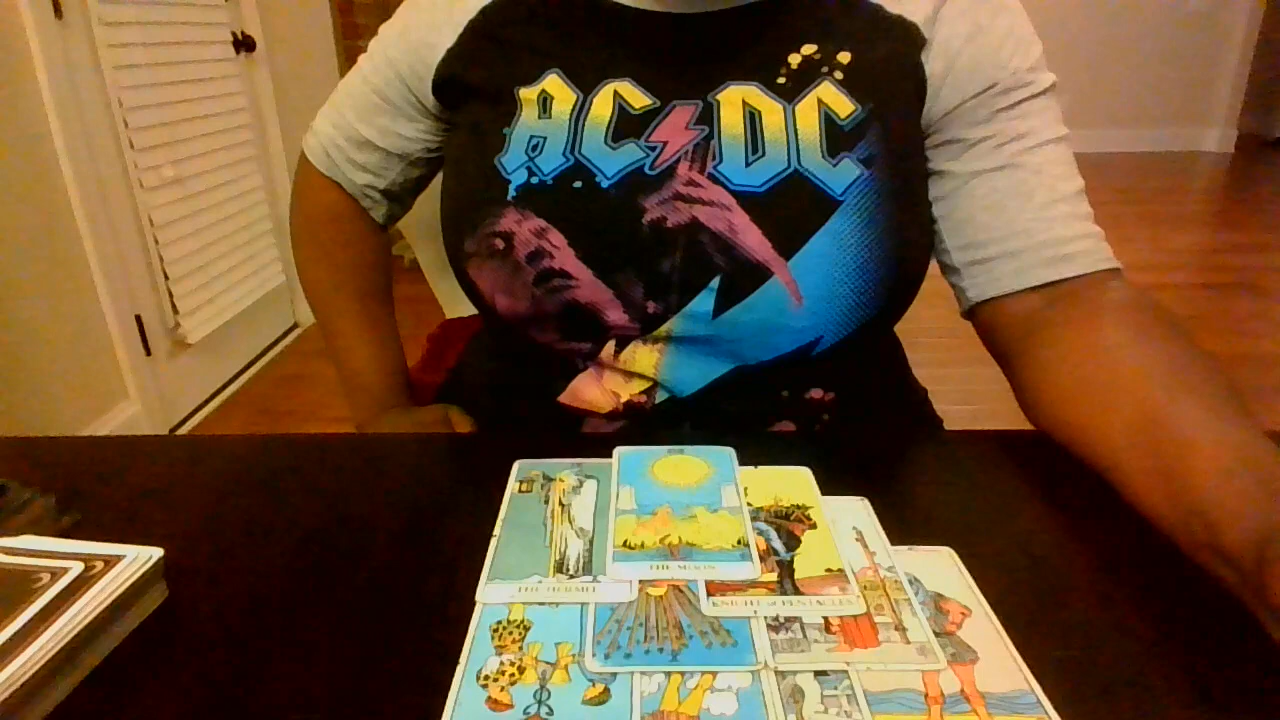 AC DC
THE HERMIT
THE MOON
KNIGHT of PENTACLES